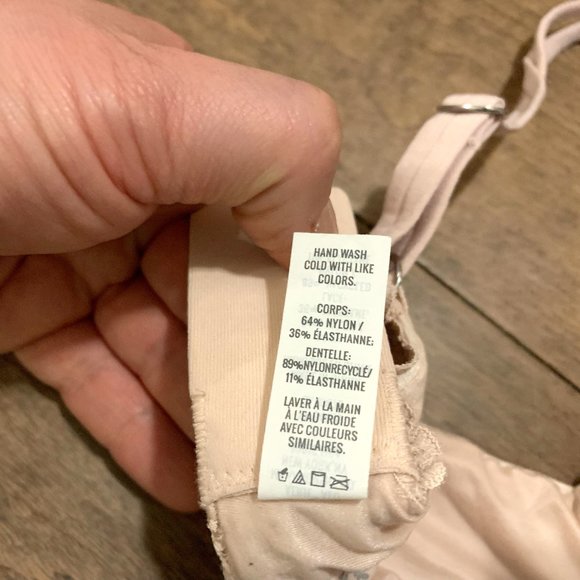 HAND WASH
COLD WITH LIKE
COLORS.
CORPS:
64% NYLON /
36% ÉLASTHANNE;
DENTELLE:
89%NYLONRECYCLÉ/
11% ÉLASTHANNE
LAVER À LA MAIN
À L'EAU FROIDE
AVEC COULEURS
SIMILAIRES.